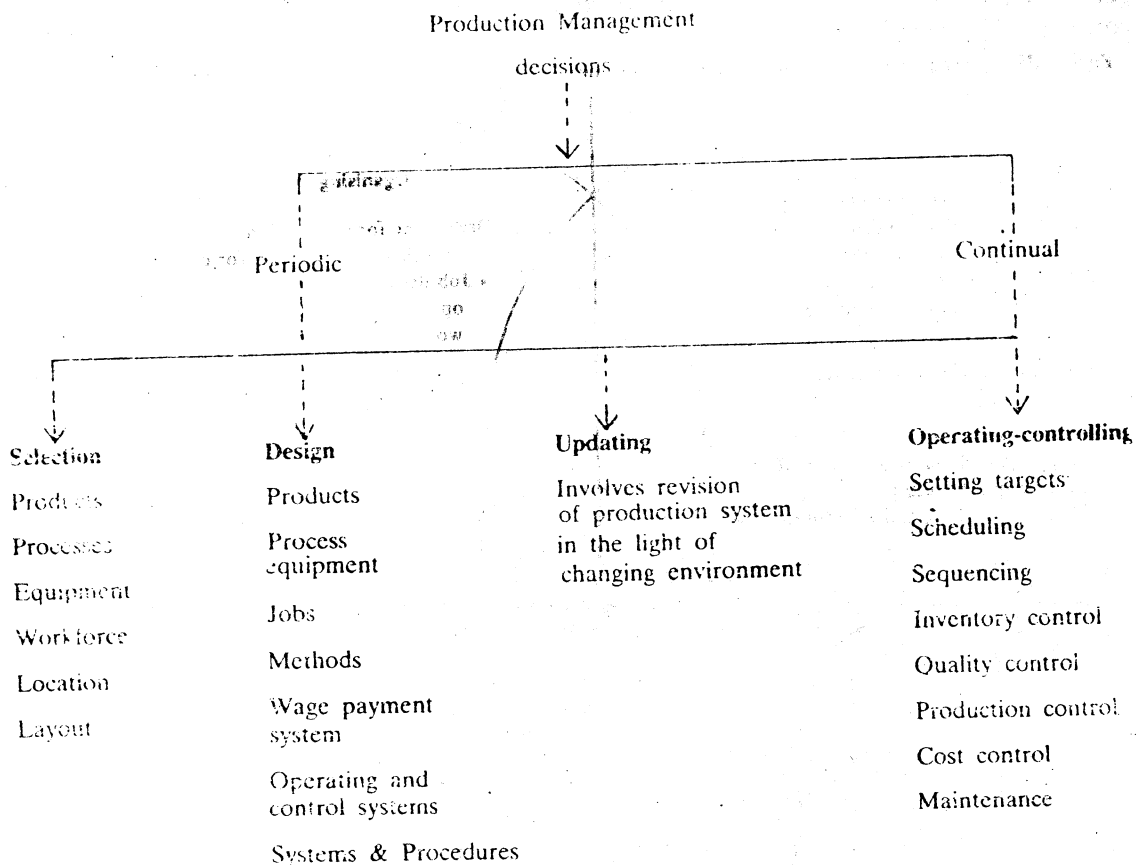 Production Management
decisions
Periodic
Continual
Selection
Products
Processes
Equipment
Workforce
Location
Layout
Design
Products
Process
equipment
Jobs
Methods
Wage payment
system
Operating and
control systems
Systems & Procedures
Updating
Involves revision
of production system
in the light of
changing environment
Operating-controlling
Setting targets
Scheduling
Sequencing
Inventory control
Quality control
Production control
Cost control
Maintenance